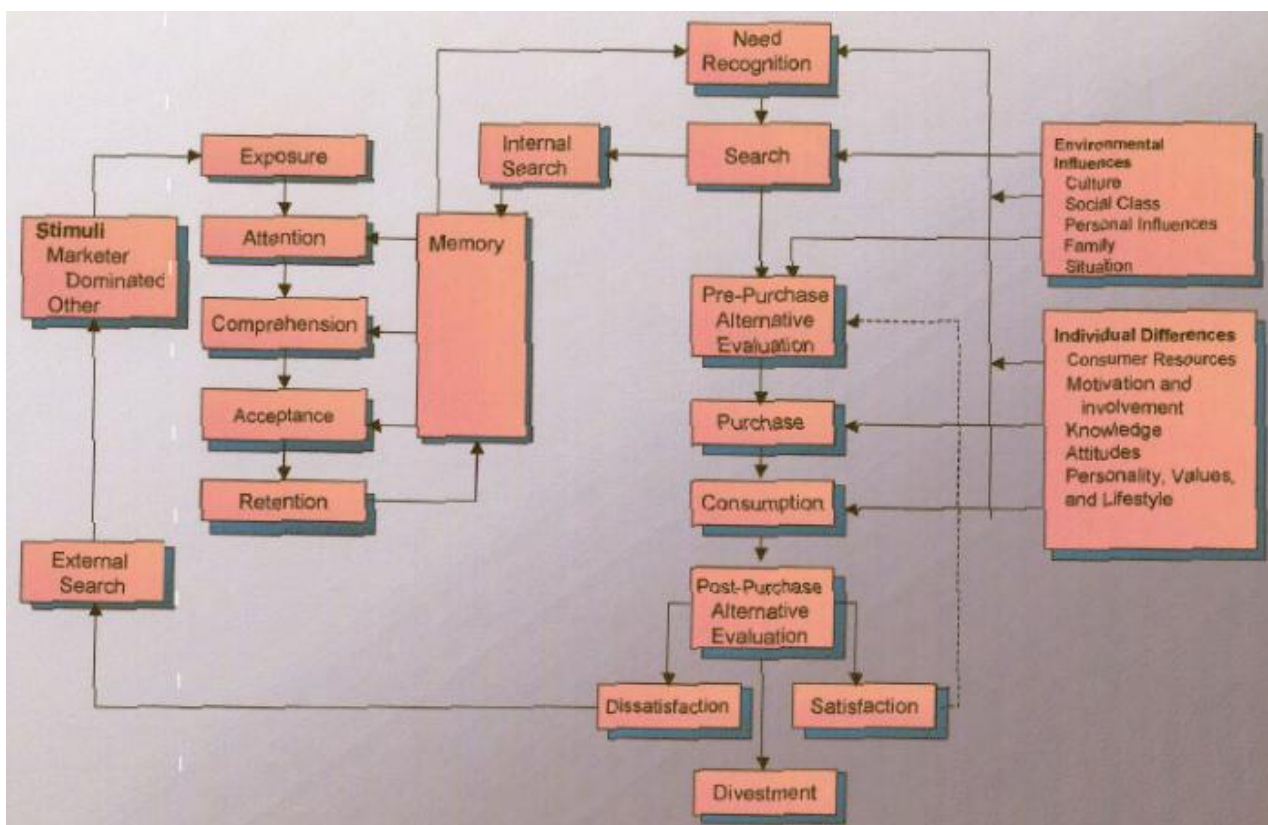 Need
Recognition
Internal
Search
Search
Exposure
Environmental
Influences
Culture
Social Class
Personal Influences
Family
Situation
Stimuli
Marketer
Dominated
Other
Attention
Memory
Pre-Purchase
Alternative
Evaluation
Comprehension
Individual Differences
Consumer Resources
Motivation and
involvement
Knowledge
Attitudes
Personality, Values,
and Lifestyle
Acceptance
Purchase
Retention
Consumption
External
Search
Post-Purchase
Alternative
Evaluation
Dissatisfaction
Satisfaction
Divestment